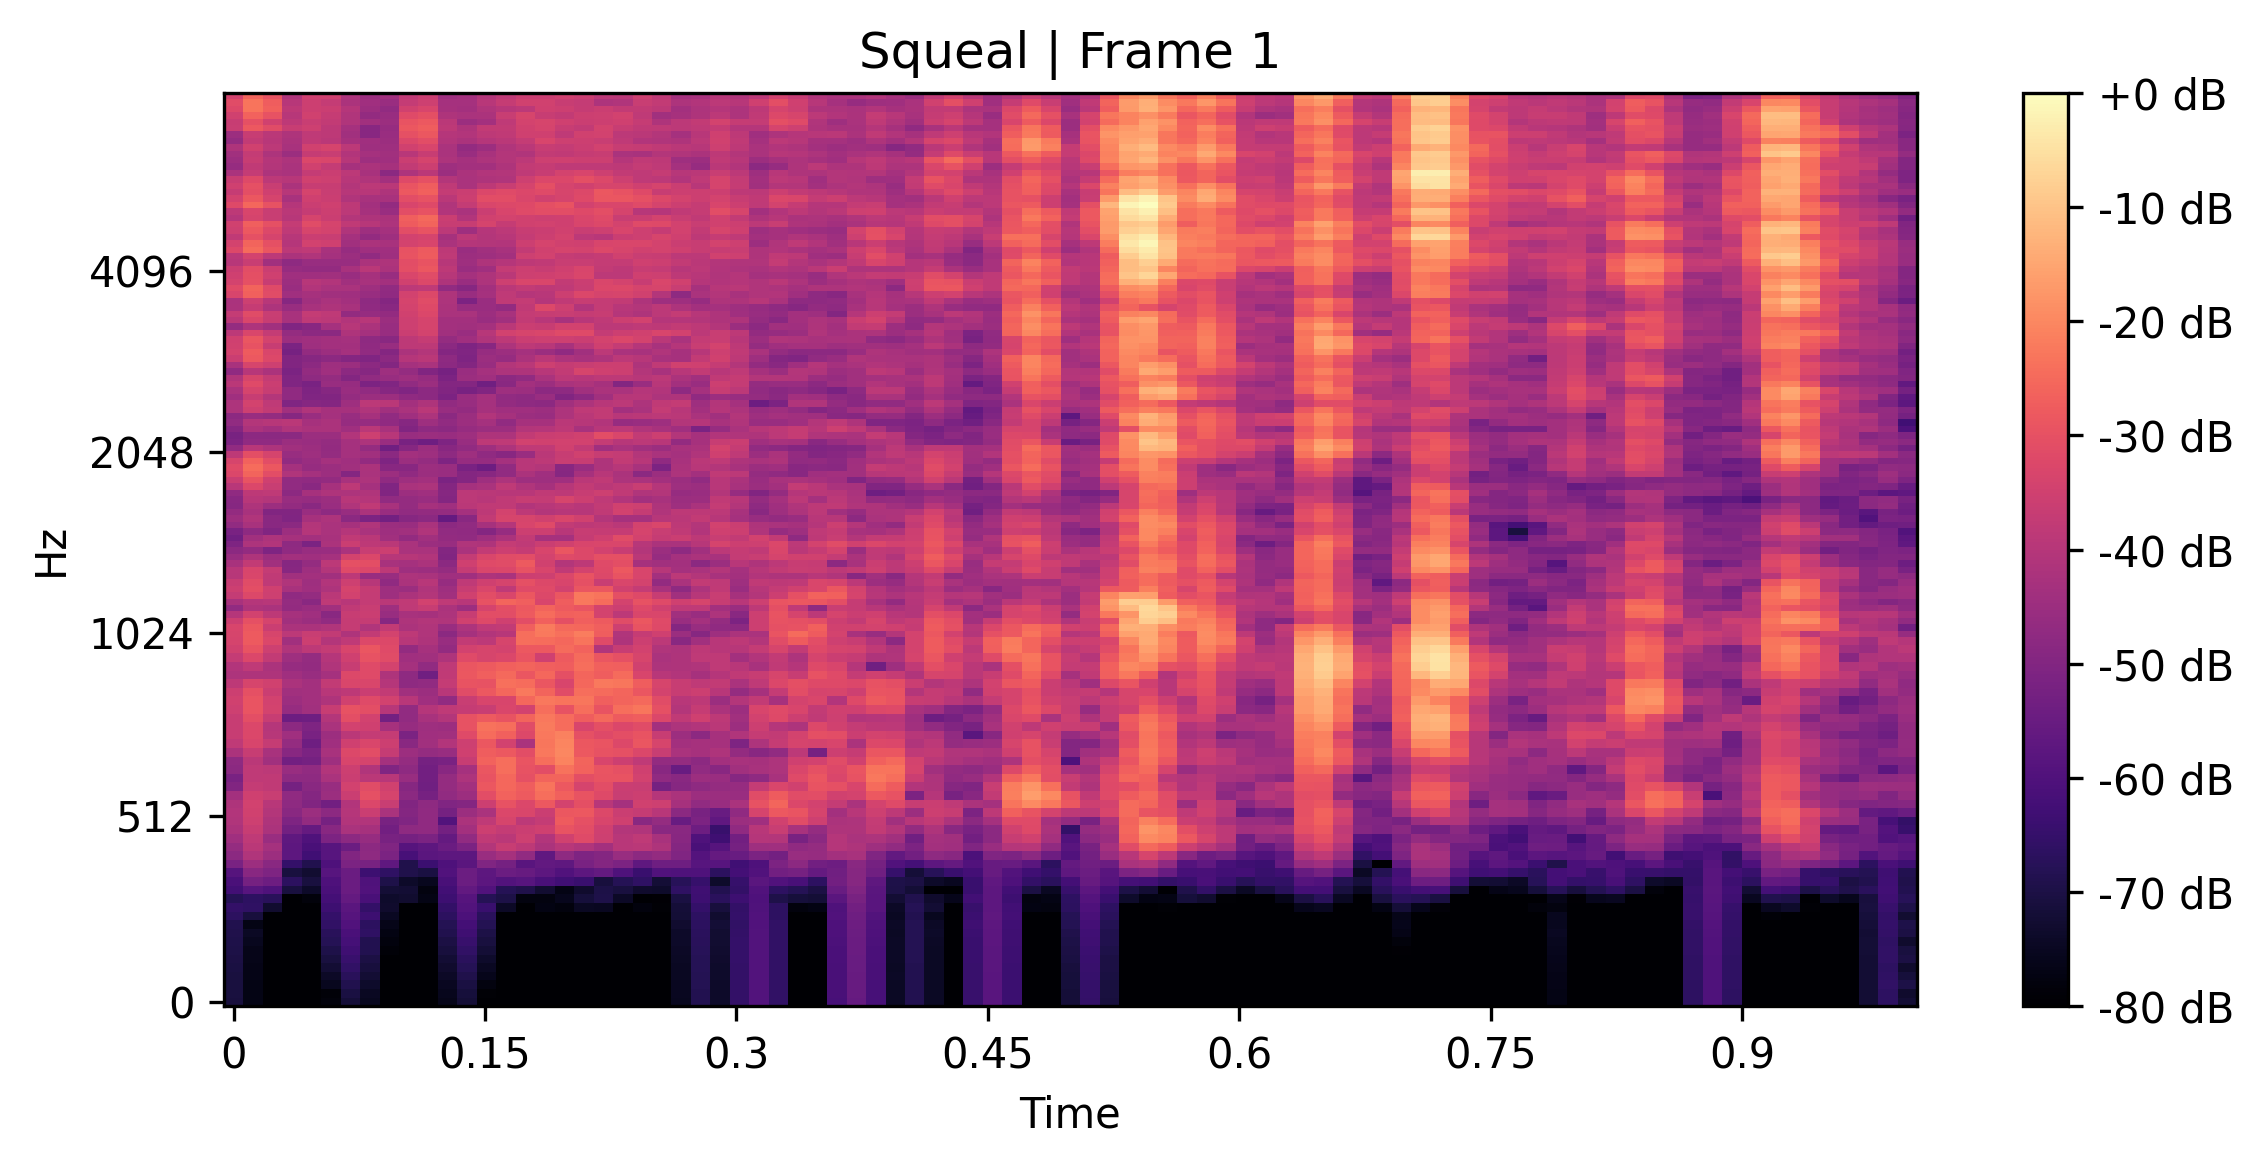 Squeal | Frame 1
+0 dB
-10 dB
-20 dB
-30 dB
-40 dB
-50 dB
-60 dB
-70 dB
-80 dB
Hz
4096
2048
1024
512
0
0 0.15 0.3 0.45 0.6 0.75 0.9
Time